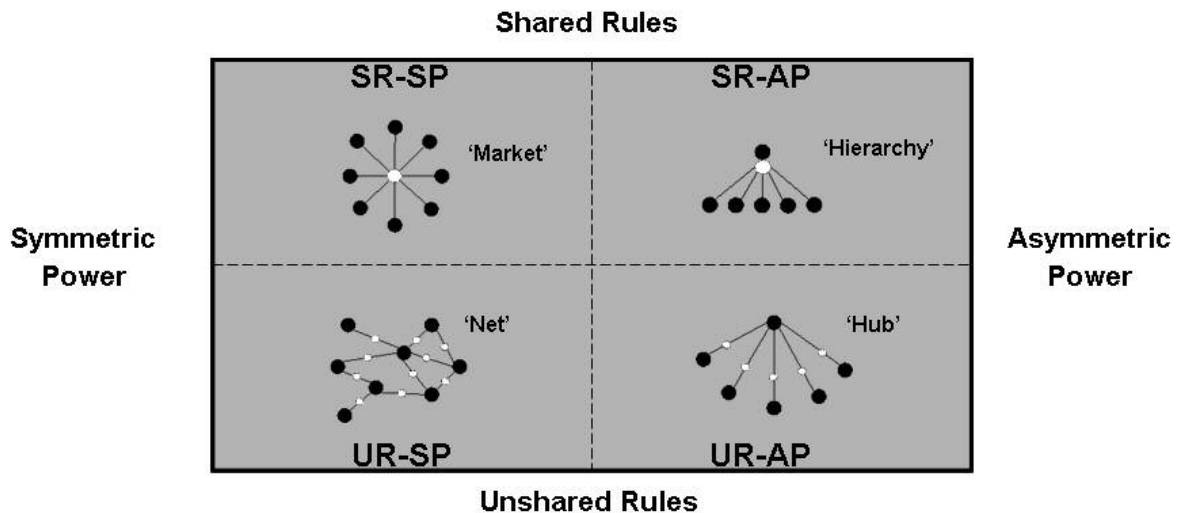 Shared Rules
SR-SP
SR-AP
‘Market’
‘Hierarchy’
Symmetric
Power
Asymmetric
Power
‘Net’
‘Hub’
UR-SP
UR-AP
Unshared Rules